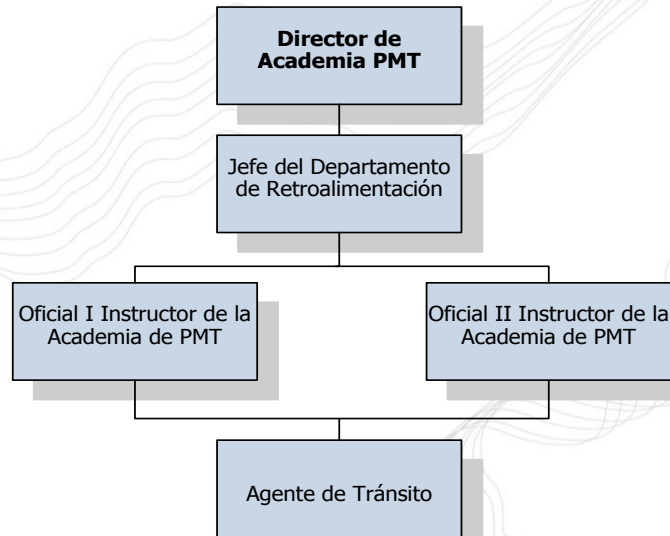 Director de
Academia PMT
Jefe del Departamento
de Retroalimentación
Oficial I Instructor de la
Academia de PMT
Oficial II Instructor de la
Academia de PMT
Agente de Tránsito